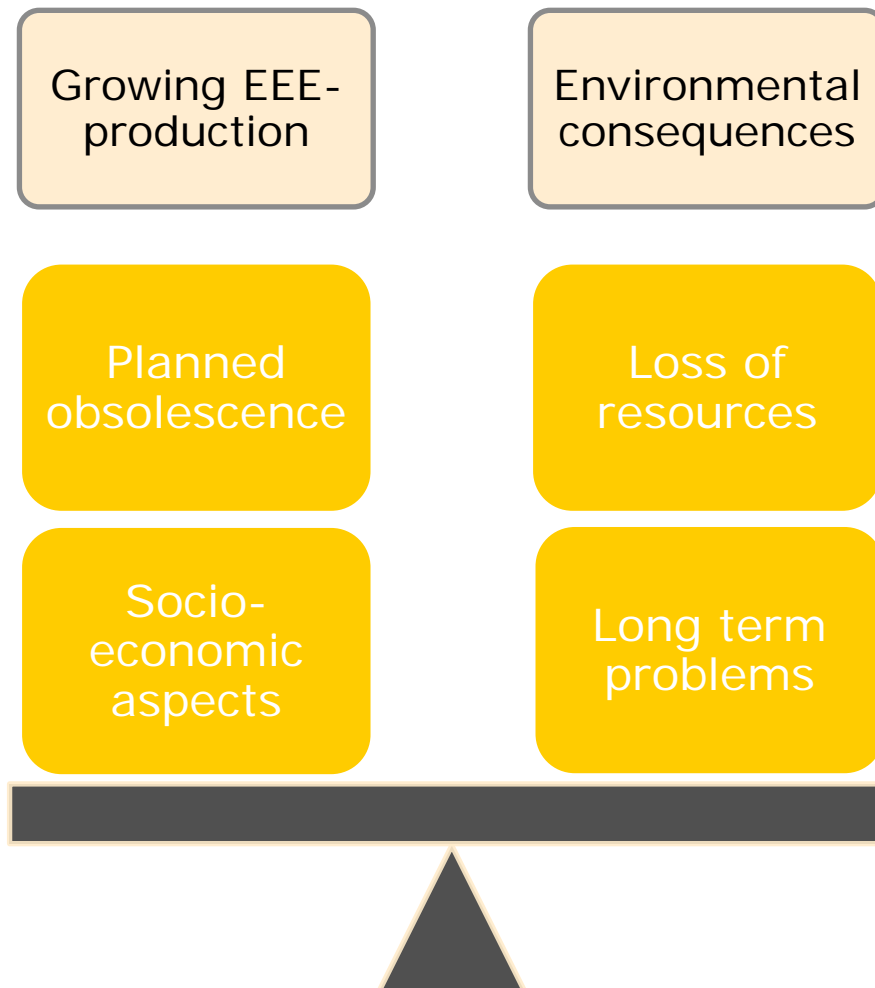 Growing EEE-
production
Environmental
consequences
Planned
obsolescence
Loss of
resources
Socio-
economic
aspects
Long term
problems